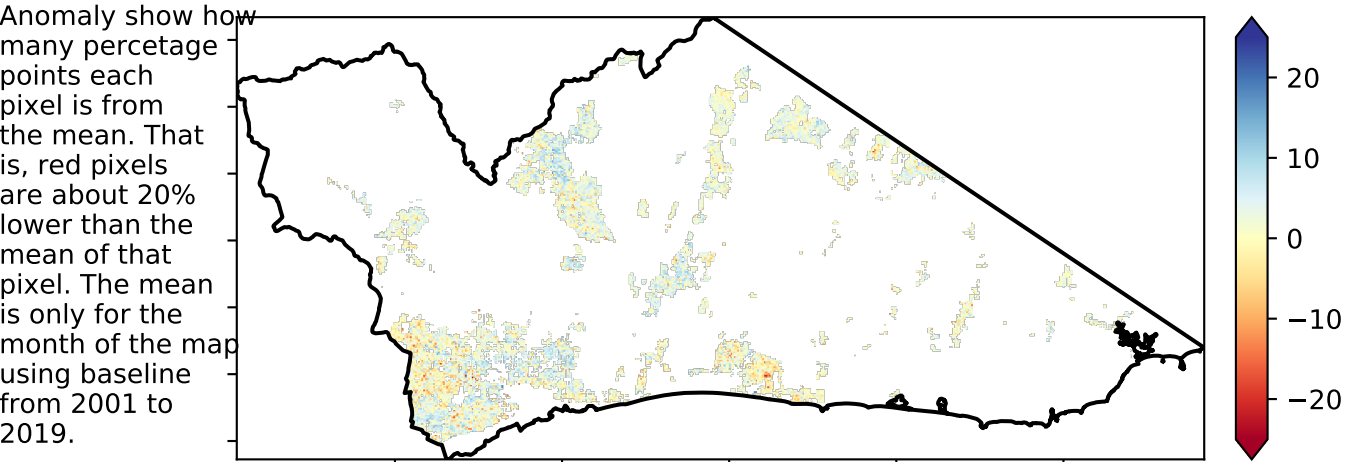 Anomaly show how
many percetage
points each
pixel is from
the mean. That
is, red pixels
are about 20%
lower than the
mean of that
pixel. The mean
is only for the
month of the map
using baseline
from 2001 to
2019.
20
10
0
−10
−20